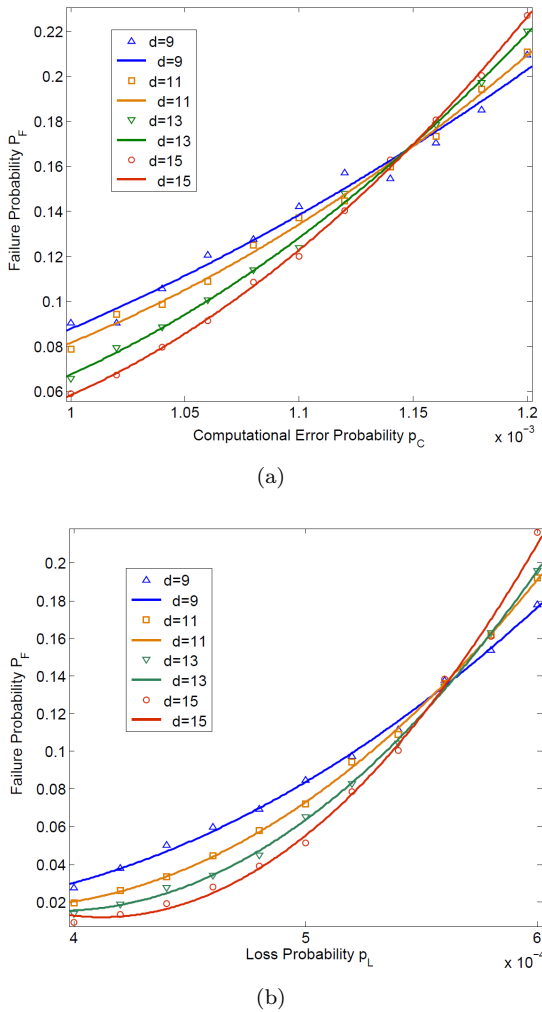 0.22
0.2
0.18
0.16
0.14
0.12
0.1
0.08
0.06
Failure Probability P_F
d=9
d=9
d=11
d=11
d=13
d=13
d=15
d=15
1 1.05 1.1 1.15 1.2
Computational Error Probability p_C
x 10⁻³
(a)
0.2
0.18
0.16
0.14
0.12
0.1
0.08
0.06
0.04
0.02
Failure Probability P_F
d=9
d=9
d=11
d=11
d=13
d=13
d=15
d=15
4 5 6
Loss Probability p_L
x 10⁻⁴
(b)